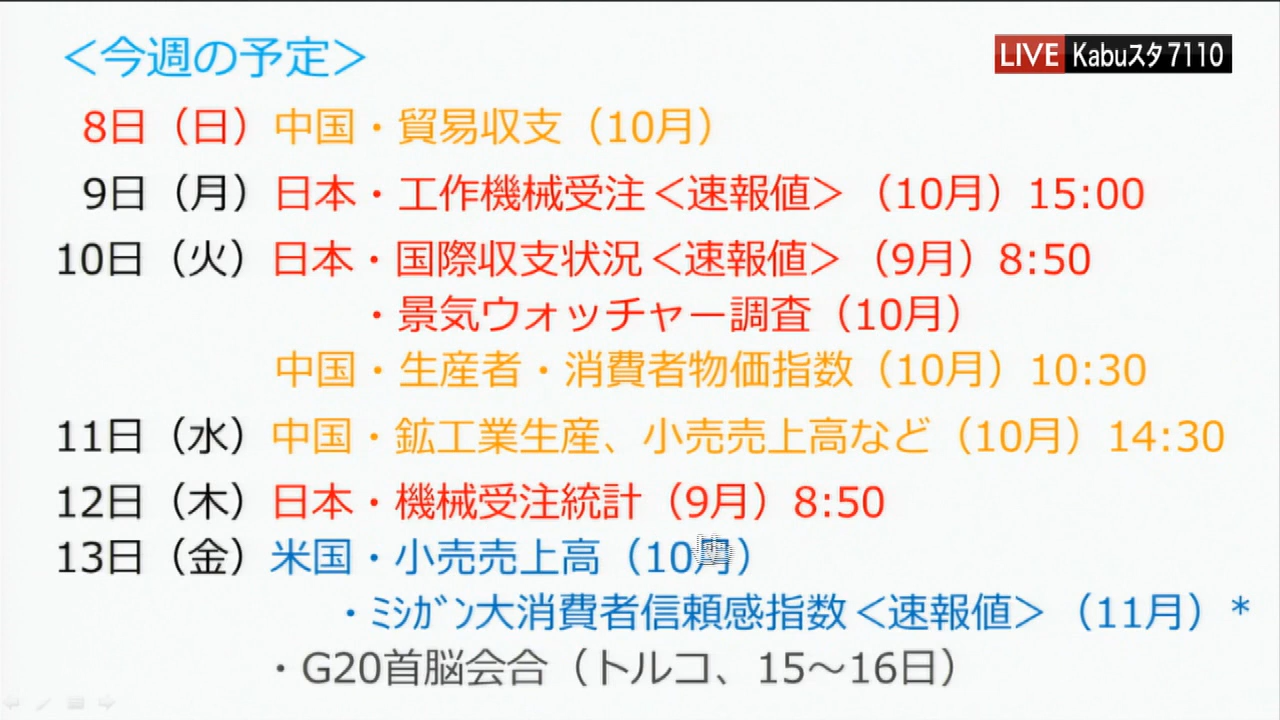 ＜今週の予定＞
LIVE Kabuスタ7110
8日（日）中国・貿易収支（10月）
9日（月）日本・工作機械受注＜速報値＞（10月）15:00
10日（火）日本・国際収支状況＜速報値＞（9月）8:50
・景気ウォッチャー調査（10月）
中国・生産者・消費者物価指数（10月）10:30
11日（水）中国・鉱工業生産、小売売上高など（10月）14:30
12日（木）日本・機械受注統計（9月）8:50
13日（金）米国・小売売上高（10月）
・ﾐｼｶﾞﾝ大消費者信頼感指数＜速報値＞（11月）*
・G20首脳会合（トルコ、15～16日）